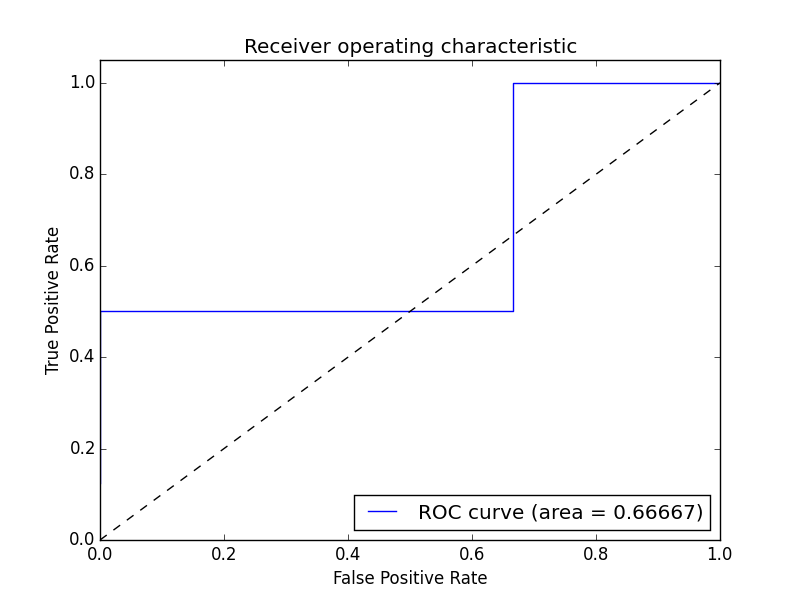 Receiver operating characteristic
1.0
0.8
0.6
0.4
0.2
0.0
True Positive Rate
ROC curve (area = 0.66667)
0.0 0.2 0.4 0.6 0.8 1.0
False Positive Rate